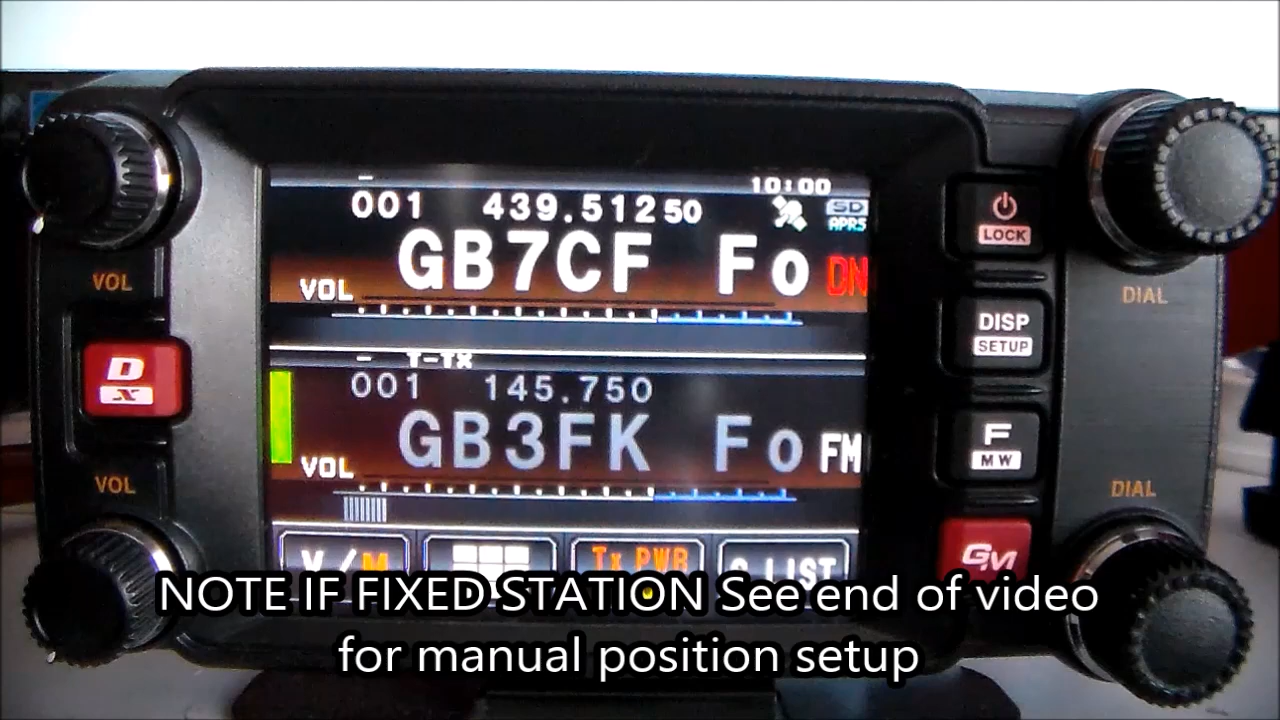 10:00
001 439.51250 SD
APRS
GB7CF Fo DN
VOL
T-TX
001 145.750
GB3FK Fo FM
VOL
V/M Tx PWR LIST
VOL
D
X
VOL
LOCK
DISP
SETUP
F
MW
GM
DIAL
DIAL
NOTE IF FIXED STATION See end of video
for manual position setup